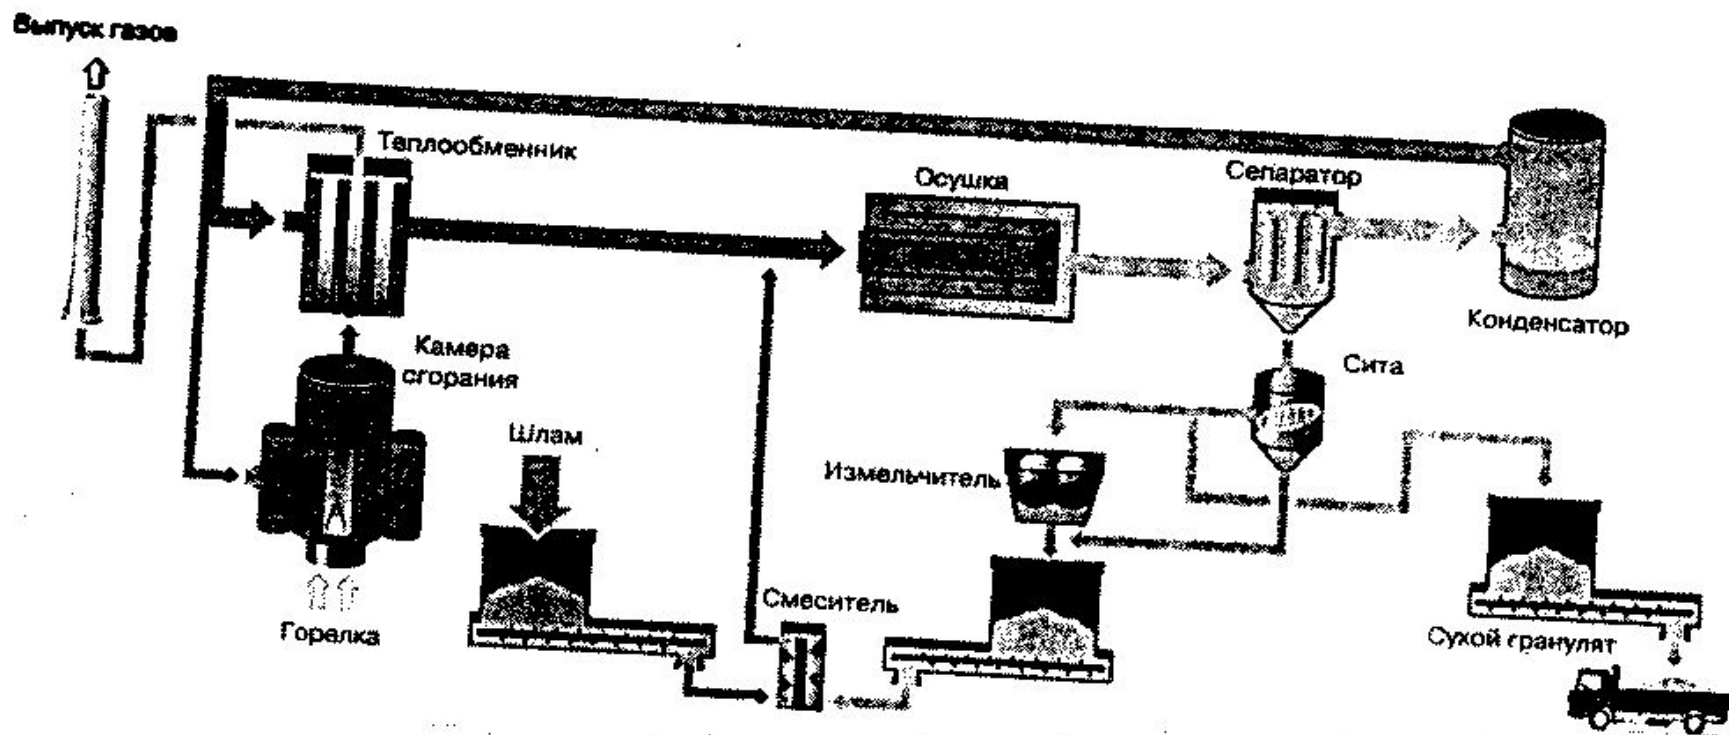 Выпуск газов
Теплообменник
Осушка
Сепаратор
Конденсатор
Камера
сгорания
Сита
Шлам
Измельчитель
Горелка
Смеситель
Сухой гранулят